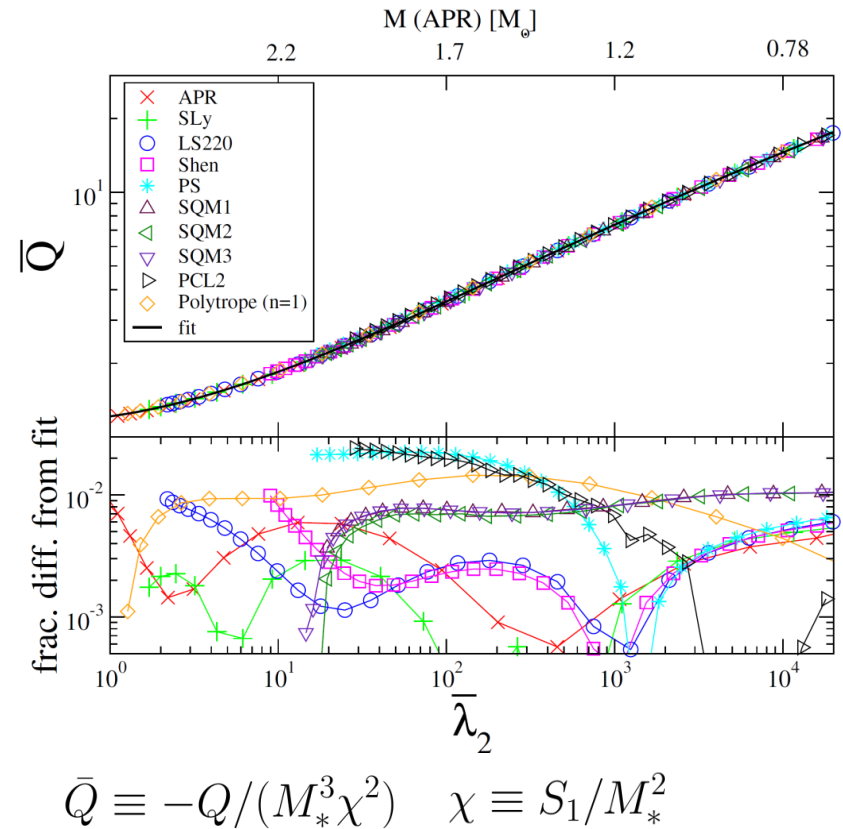 M (APR) [M⊙]
2.2 1.7 1.2 0.78
APR
SLy
LS220
Shen
PS
SQM1
SQM2
SQM3
PCL2
Polytrope (n=1)
fit
10¹
Q̅
10⁻²
10⁻³
frac. diff. from fit
10⁰ 10¹ 10² 10³ 10⁴
λ̅₂
Q̄ ≡ −Q/(M∗³χ²) χ ≡ S₁/M∗²